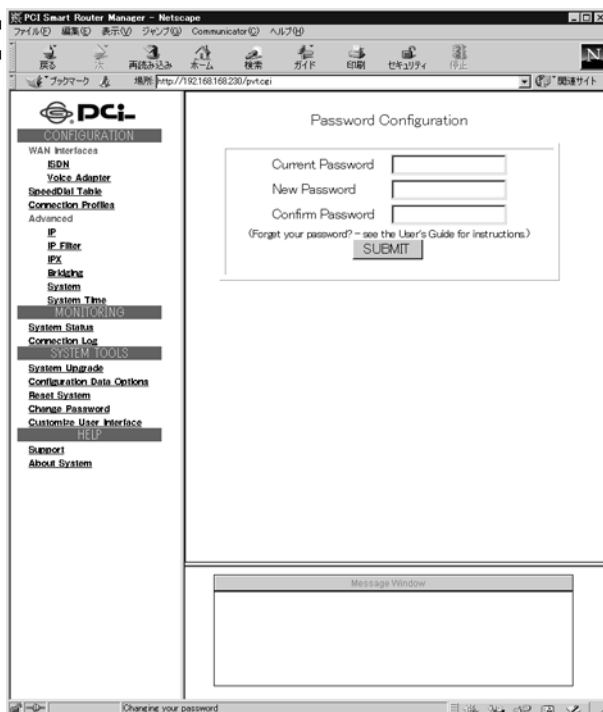 PCI Smart Router Manager - Netscape
ファイル(F) 編集(E) 表示(V) ジャンプ(G) Communicator(C) ヘルプ(H)
戻る 次 再読み込み ホーム 検索 ガイド 印刷 セキュリティ 停止 N
ブックマーク 場所: http://192.168.168.230/pvt.cgi 関連サイト
PCi
CONFIGURATION
WAN Interfaces
ISDN
Voice Adapter
SpeedDial Table
Connection Profiles
Advanced
IP
IP Filter
IPX
Bridging
System
System Time
MONITORING
System Status
Connection Log
SYSTEM TOOLS
System Upgrade
Configuration Data Options
Reset System
Change Password
Customize User Interface
HELP
Support
About System
Password Configuration
Current Password
New Password
Confirm Password
(Forget your password? - see the User's Guide for instructions.)
SUBMIT
Message Window
Changing your password